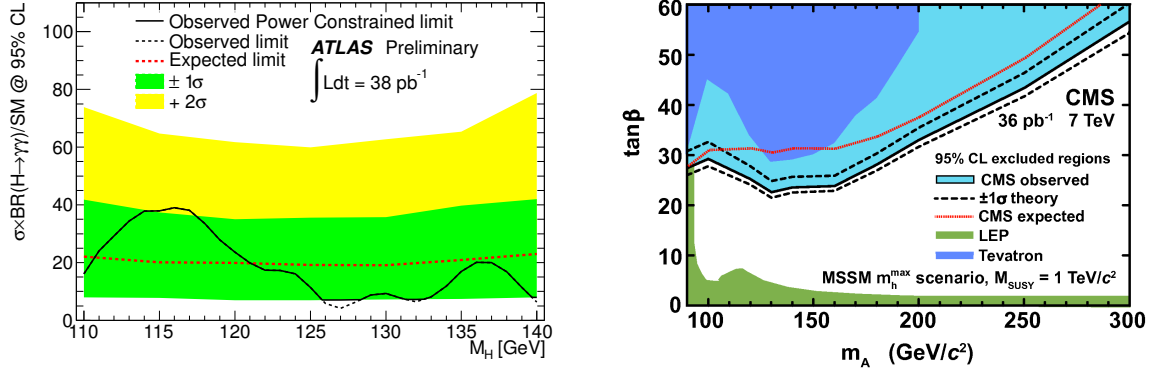 σ×BR(H→γγ)/SM @ 95% CL
100
80
60
40
20
0
Observed Power Constrained limit
Observed limit
Expected limit
± 1σ
+ 2σ
ATLAS Preliminary
∫Ldt = 38 pb⁻¹
110 115 120 125 130 135 140
M_H [GeV]
tanβ
60
50
40
30
20
10
0
CMS
36 pb⁻¹ 7 TeV
95% CL excluded regions
CMS observed
±1σ theory
CMS expected
LEP
Tevatron
MSSM m_h^max scenario, M_SUSY = 1 TeV/c²
100 150 200 250 300
m_A (GeV/c²)